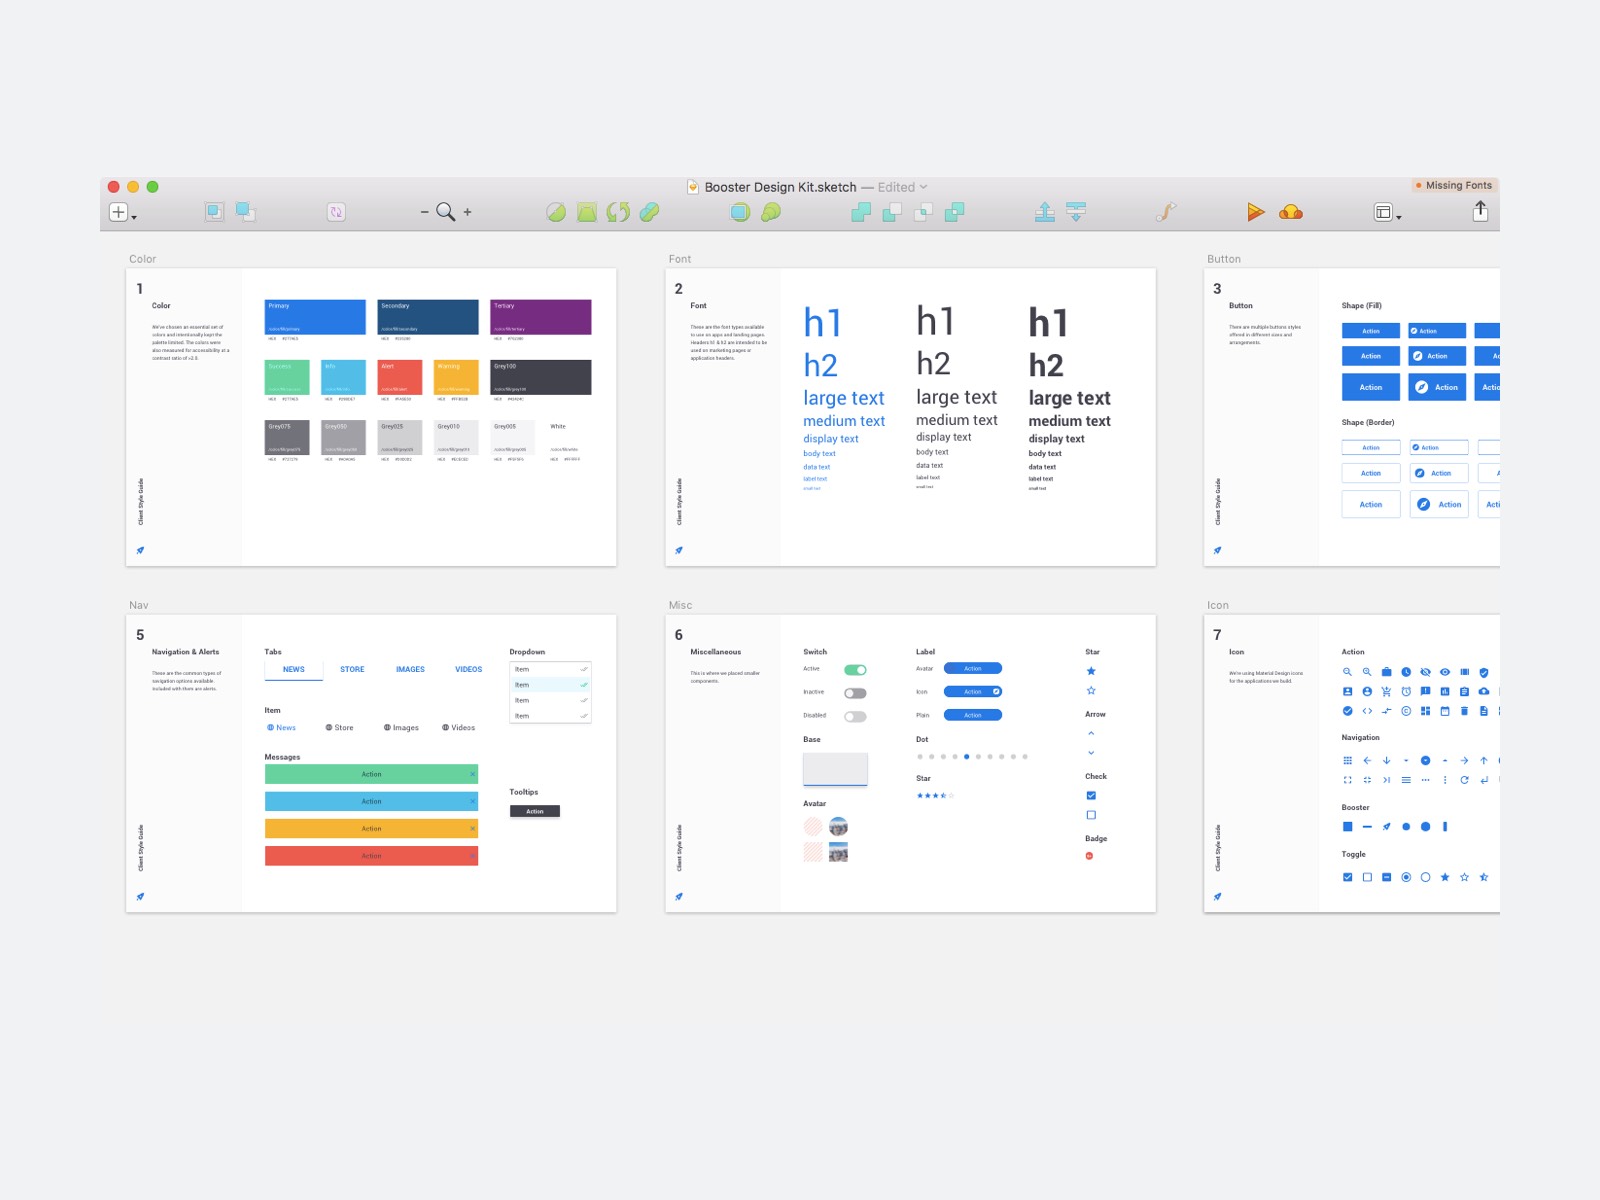 Booster Design Kit.sketch — Edited
Missing Fonts
Color
1
Color
We've chosen an essential set of
colors and intentionally kept the
palette limited. The colors were
also measured for accessibility at a
contrast ratio of v2.0.
Primary
Secondary
Tertiary
Success
Info
Alert
Warning
Grey100
Grey075
Grey050
Grey025
Grey010
Grey005
White
Client Style Guide
Font
2
Font
These are the font types available
to use on apps and landing pages.
Headers h1 & h2 are intended to be
used on marketing pages or
application headers.
h1
h2
large text
medium text
display text
body text
data text
label text
small text
h1
h2
large text
medium text
display text
body text
data text
label text
small text
h1
h2
large text
medium text
display text
body text
data text
label text
small text
Client Style Guide
Button
3
Button
There are multiple buttons styles
offered in different sizes and
arrangements.
Shape (Fill)
Action Action
Action Action Ac
Action Action Actio
Shape (Border)
Action Action
Action Action A
Action Action Acti
Client Style Guide
Nav
5
Navigation & Alerts
These are the common types of
navigation options available.
Included with them are alerts.
Tabs
NEWS STORE IMAGES VIDEOS
Item
News Store Images Videos
Messages
Action
Action
Action
Action
Dropdown
Item
Item
Item
Item
Tooltips
Action
Client Style Guide
Misc
6
Miscellaneous
This is where we placed smaller
components.
Switch
Active
Inactive
Disabled
Base
Avatar
Label
Avatar Action
Icon Action
Plain Action
Dot
Star
Star
Arrow
Check
Badge
Client Style Guide
Icon
7
Icon
We're using Material Design icons
for the applications we build.
Action
Navigation
Booster
Toggle
Client Style Guide